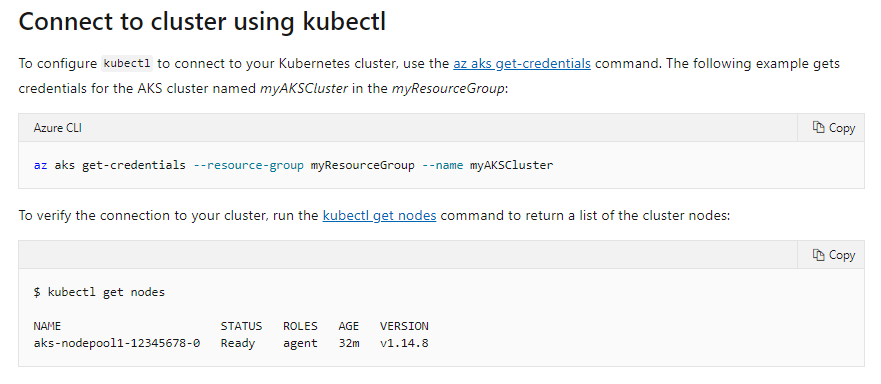 Connect to cluster using kubectl
To configure kubectl to connect to your Kubernetes cluster, use the az aks get-credentials command. The following example gets
credentials for the AKS cluster named myAKSCluster in the myResourceGroup:
Azure CLI Copy
az aks get-credentials --resource-group myResourceGroup --name myAKSCluster
To verify the connection to your cluster, run the kubectl get nodes command to return a list of the cluster nodes:
Copy
$ kubectl get nodes
NAME STATUS ROLES AGE VERSION
aks-nodepool1-12345678-0 Ready agent 32m v1.14.8